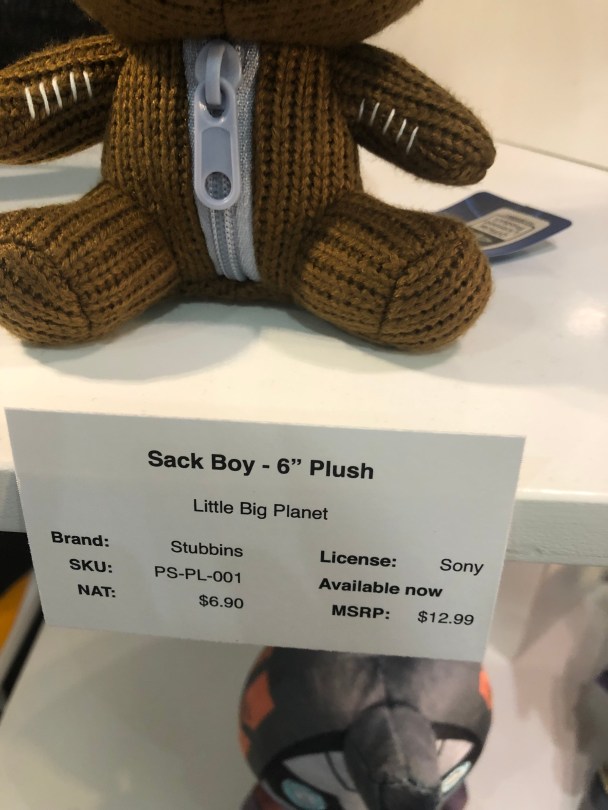 Sack Boy - 6” Plush
Little Big Planet
Brand: Stubbins
SKU: PS-PL-001
NAT: $6.90
License: Sony
Available now
MSRP: $12.99